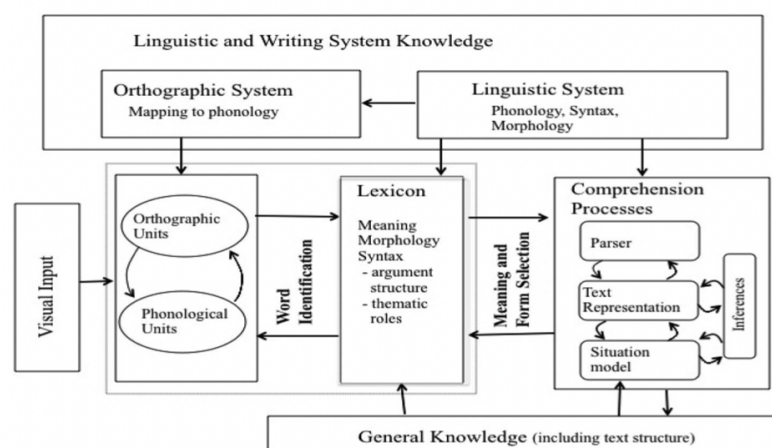 Linguistic and Writing System Knowledge
Orthographic System
Mapping to phonology
Linguistic System
Phonology, Syntax,
Morphology
Visual Input
Orthographic
Units
Phonological
Units
Word
Identification
Lexicon
Meaning
Morphology
Syntax
- argument
structure
- thematic
roles
Meaning and
Form Selection
Comprehension
Processes
Parser
Text
Representation
Situation
model
Inferences
General Knowledge (including text structure)